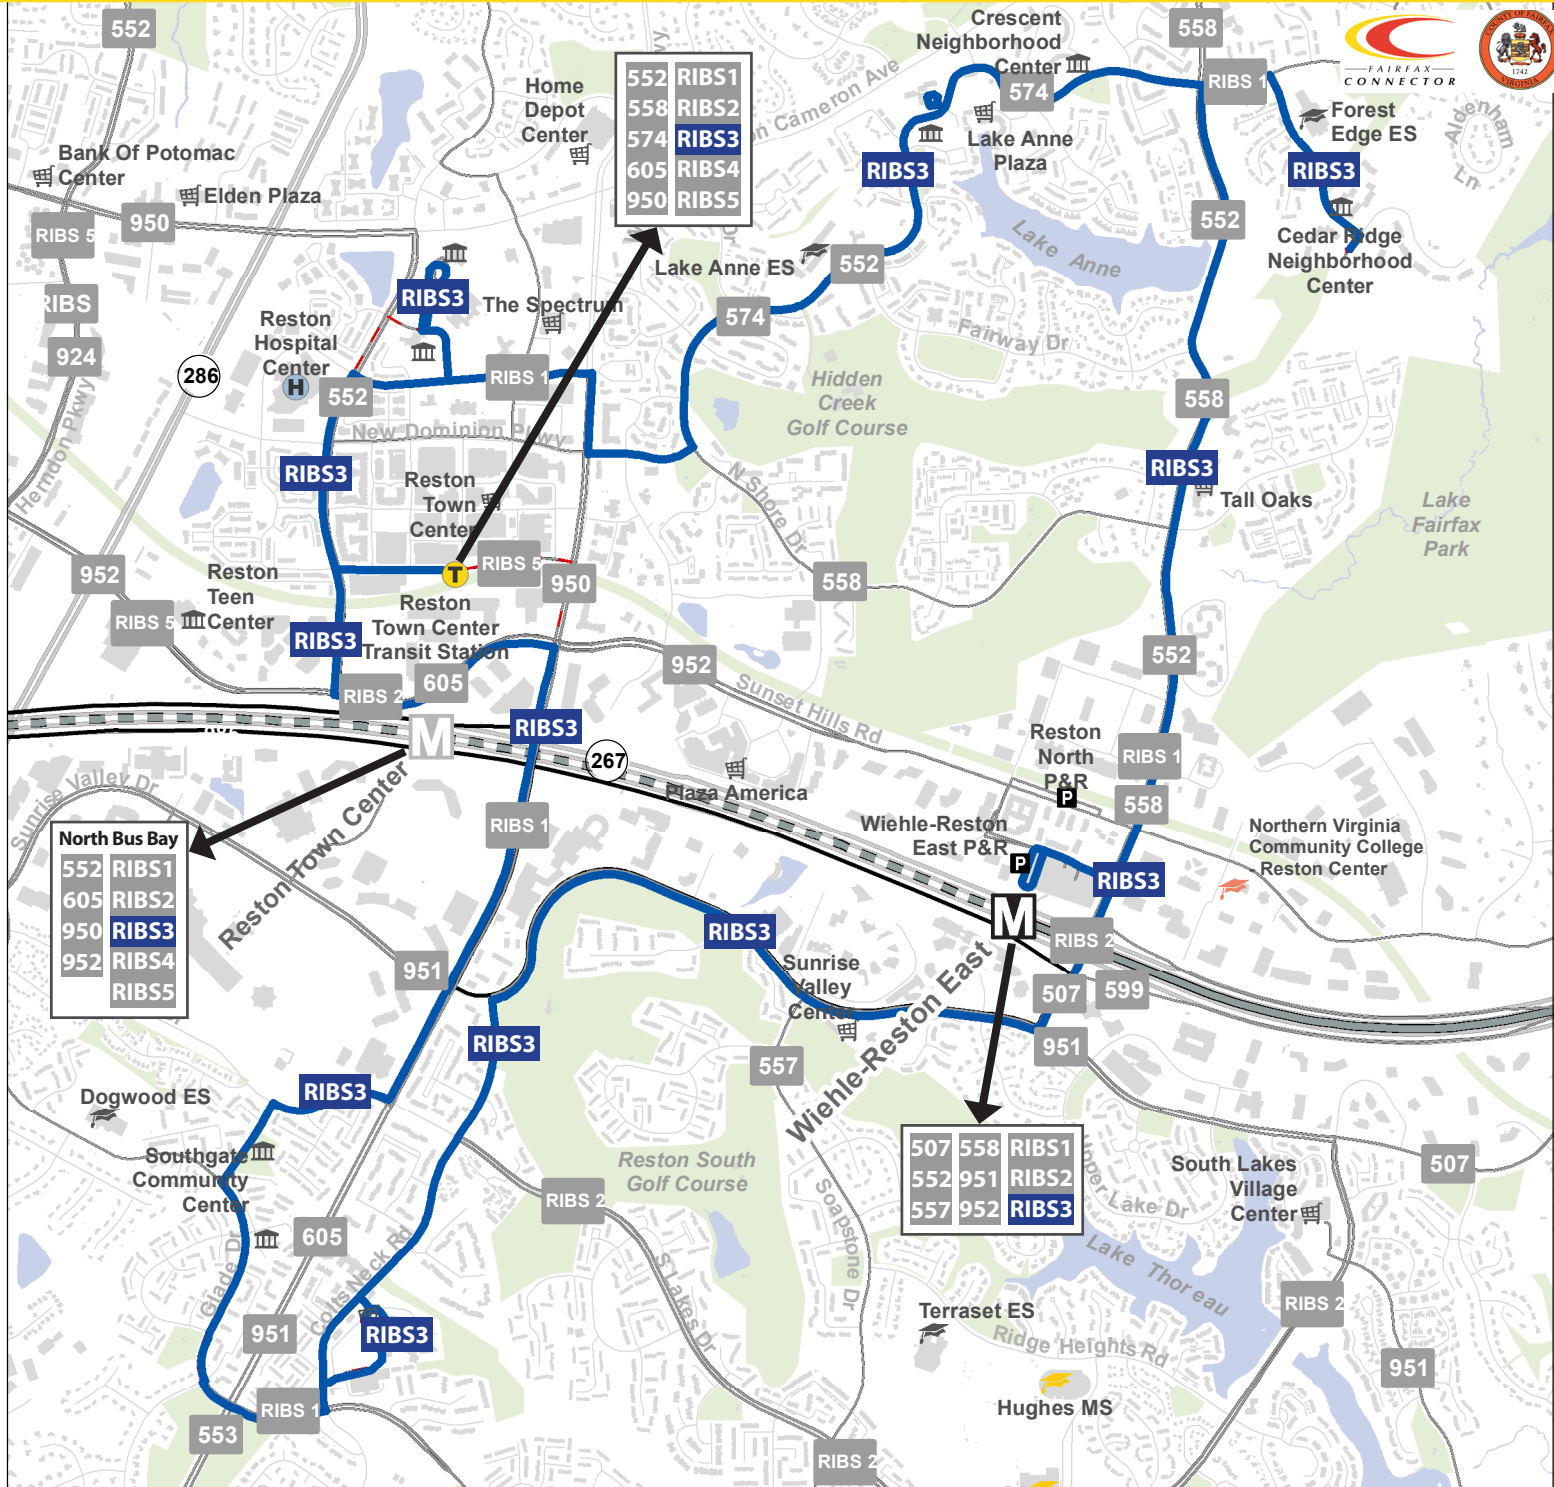 552
Crescent
Neighborhood
Center
558
FAIRFAX
CONNECTOR
COUNTY OF FAIRFAX
1742
VIRGINIA
Home
Depot
Center
552 RIBS1
558 RIBS2
574 RIBS3
605 RIBS4
950 RIBS5
on Cameron Ave
574
RIBS 1
Forest
Edge ES
Aldenham
Ln
Bank Of Potomac
Center
Lake Anne
Plaza
RIBS3
RIBS3
Elden Plaza
950
RIBS 5
552
Cedar Ridge
Neighborhood
Center
Lake Anne
Lake Anne ES
552
RIBS3
RIBS
The Spectrum
574
Reston
Hospital
Center
H
924
286
Fairway Dr
RIBS 1
552
Hidden
Creek
Golf Course
558
Herndon Pkwy
New Dominion Pkwy
RIBS3
Reston
Town
Center
N Shore Dr
RIBS3
Tall Oaks
Lake
Fairfax
Park
952
Reston
Teen
Center
T
RIBS 5
950
558
Reston
Town Center
Transit Station
RIBS 5
RIBS3
552
952
605
RIBS 2
Sunset Hills Rd
RIBS3
M
267
Reston
North
P&R
P
RIBS 1
Sunrise Valley Dr
Plaza America
558
Reston Town Center
North Bus Bay
552 RIBS1
605 RIBS2
950 RIBS3
952 RIBS4
RIBS5
RIBS 1
Wiehle-Reston
East P&R
P
Northern Virginia
Community College
- Reston Center
RIBS3
M
RIBS3
RIBS 2
Sunrise
Valley
Center
951
507
599
Wiehle-Reston East
RIBS3
951
557
Dogwood ES
RIBS3
507 558 RIBS1
552 951 RIBS2
557 952 RIBS3
Southgate
Community
Center
Reston South
Golf Course
South Lakes
Village
Center
507
RIBS 2
Lake Dr
605
Glade Dr
Colts Neck Rd
Soapstone Dr
Lake Thoreau
S Lakes Dr
RIBS 2
951
RIBS3
Terraset ES
Ridge Heights Rd
951
Hughes MS
RIBS 1
553
RIBS 2